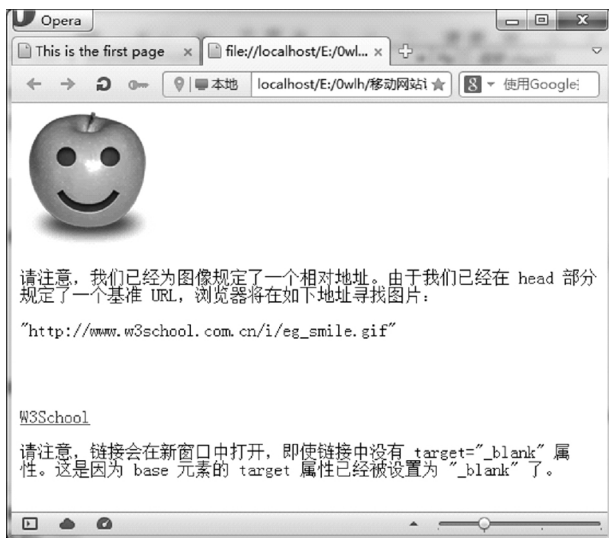 Opera
This is the first page × file://localhost/E:/0wl... ×
本地 localhost/E:/0wlh/移动网站 8 使用Google
请注意，我们已经为图像规定了一个相对地址。由于我们已经在 head 部分
规定了一个基准 URL，浏览器将在如下地址寻找图片：
"http://www.w3school.com.cn/i/eg_smile.gif"
W3School
请注意，链接会在新窗口中打开，即使链接中没有 target="_blank" 属
性。这是因为 base 元素的 target 属性已经被设置为 "_blank" 了。